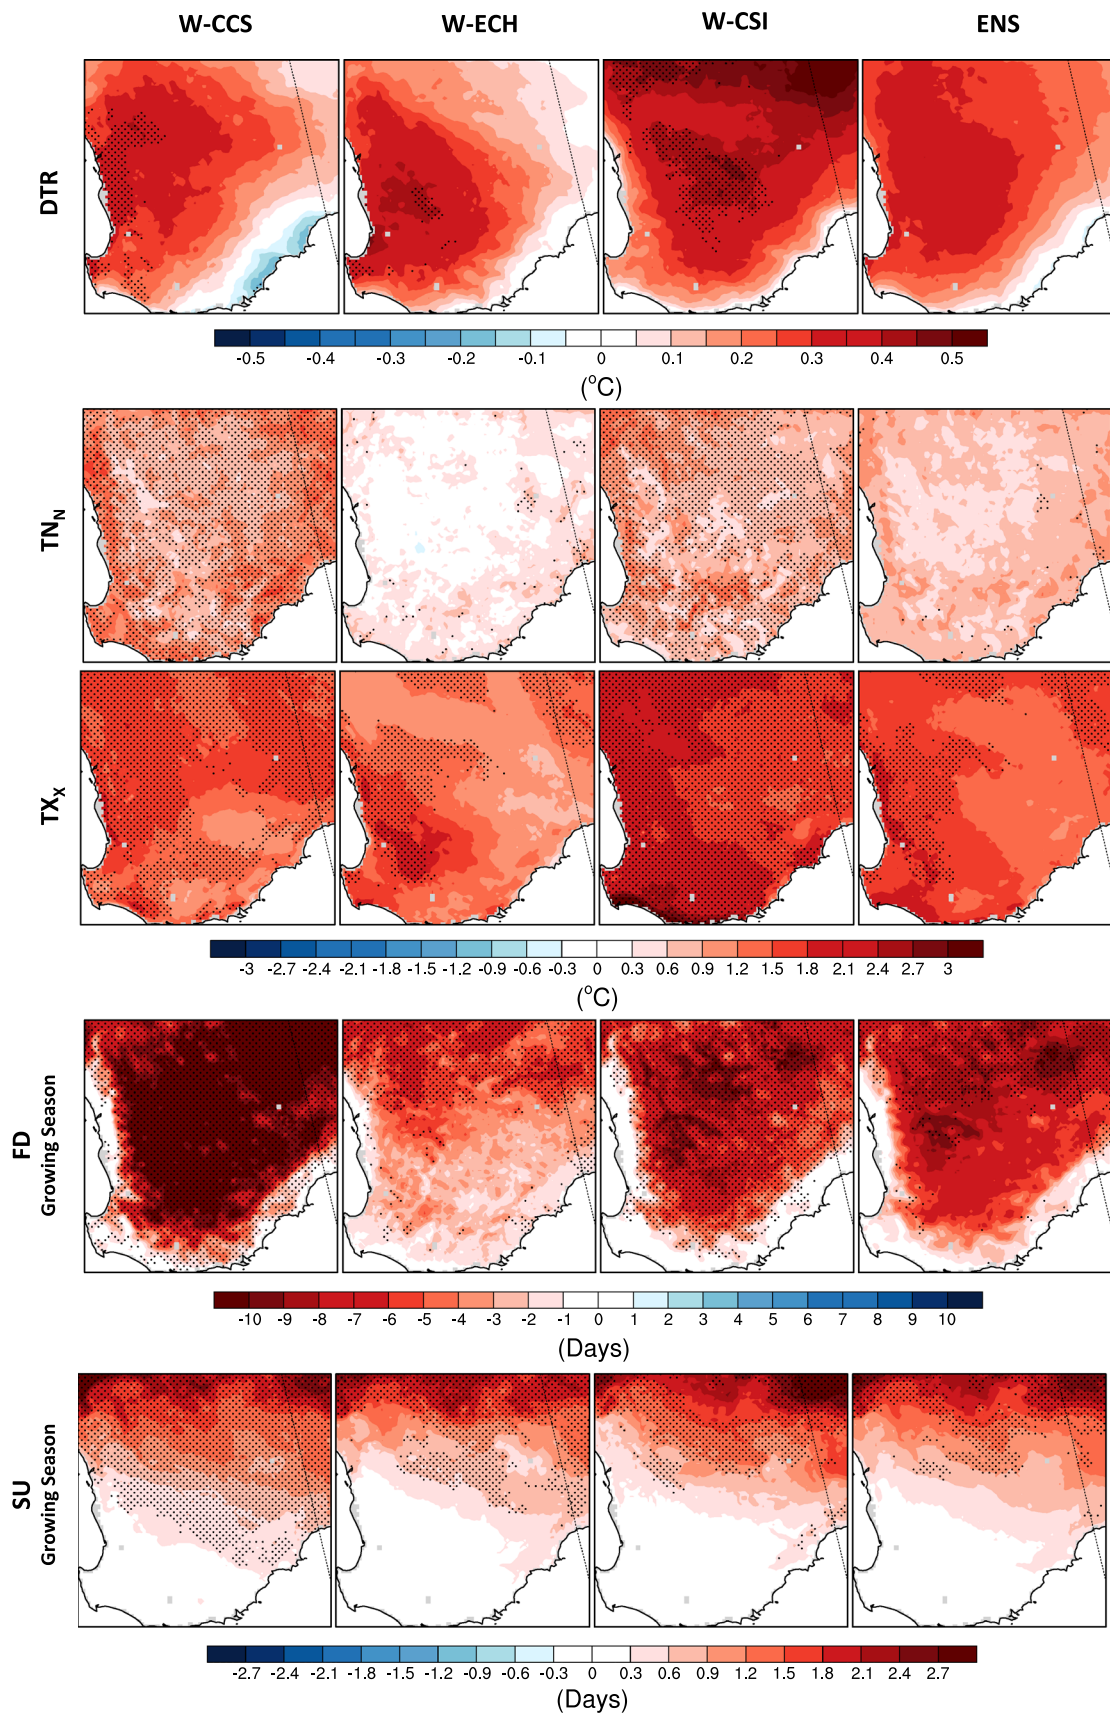 W-CCS W-ECH W-CSI ENS
DTR
-0.5 -0.4 -0.3 -0.2 -0.1 0 0.1 0.2 0.3 0.4 0.5
(°C)
TN_N
TX_X
-3 -2.7 -2.4 -2.1 -1.8 -1.5 -1.2 -0.9 -0.6 -0.3 0 0.3 0.6 0.9 1.2 1.5 1.8 2.1 2.4 2.7 3
(°C)
FD
Growing Season
-10 -9 -8 -7 -6 -5 -4 -3 -2 -1 0 1 2 3 4 5 6 7 8 9 10
(Days)
SU
Growing Season
-2.7 -2.4 -2.1 -1.8 -1.5 -1.2 -0.9 -0.6 -0.3 0 0.3 0.6 0.9 1.2 1.5 1.8 2.1 2.4 2.7
(Days)